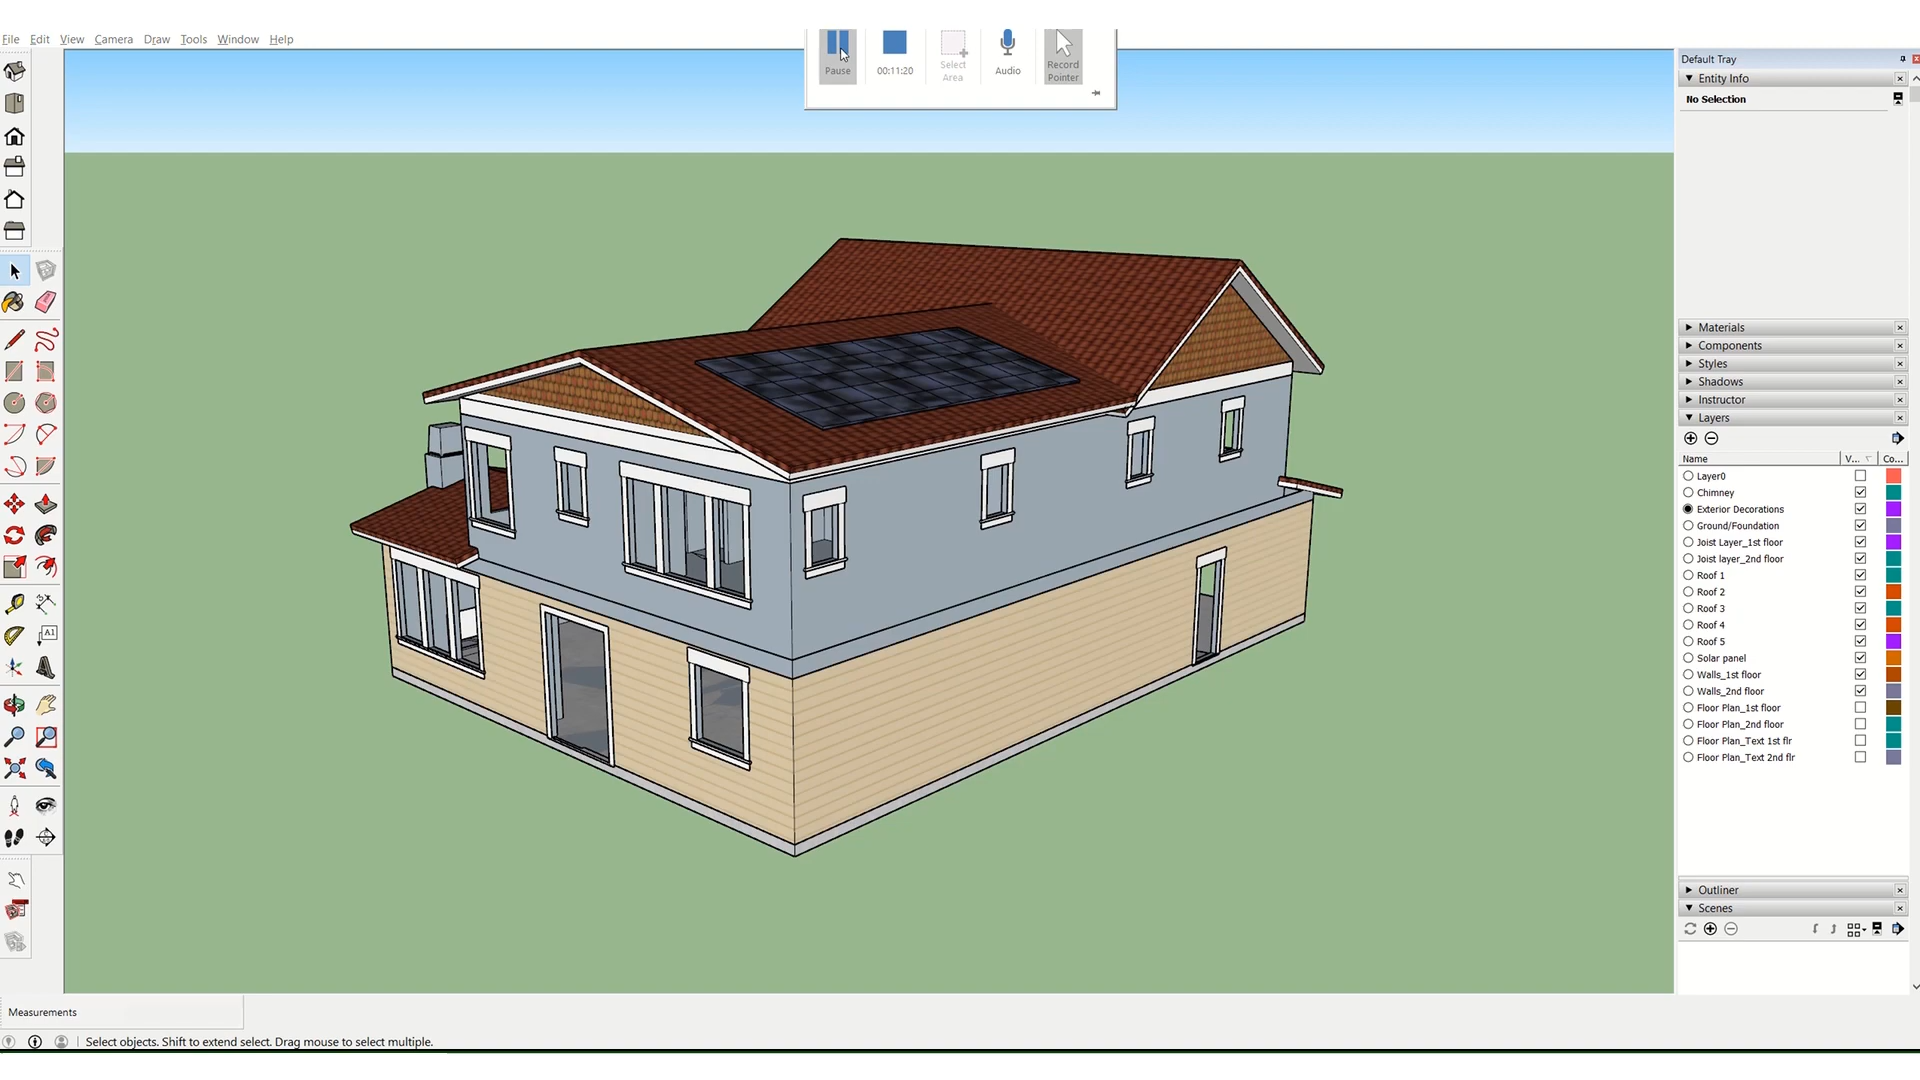 File Edit View Camera Draw Tools Window Help
Pause
00:11:20
Select
Area
Audio
Record
Pointer
Default Tray
Entity Info
No Selection
Materials
Components
Styles
Shadows
Instructor
Layers
Name V... Co...
Layer0
Chimney
Exterior Decorations
Ground/Foundation
Joist Layer_1st floor
Joist layer_2nd floor
Roof 1
Roof 2
Roof 3
Roof 4
Roof 5
Solar panel
Walls_1st floor
Walls_2nd floor
Floor Plan_1st floor
Floor Plan_2nd floor
Floor Plan_Text 1st flr
Floor Plan_Text 2nd flr
Outliner
Scenes
A1
Measurements
Select objects. Shift to extend select. Drag mouse to select multiple.